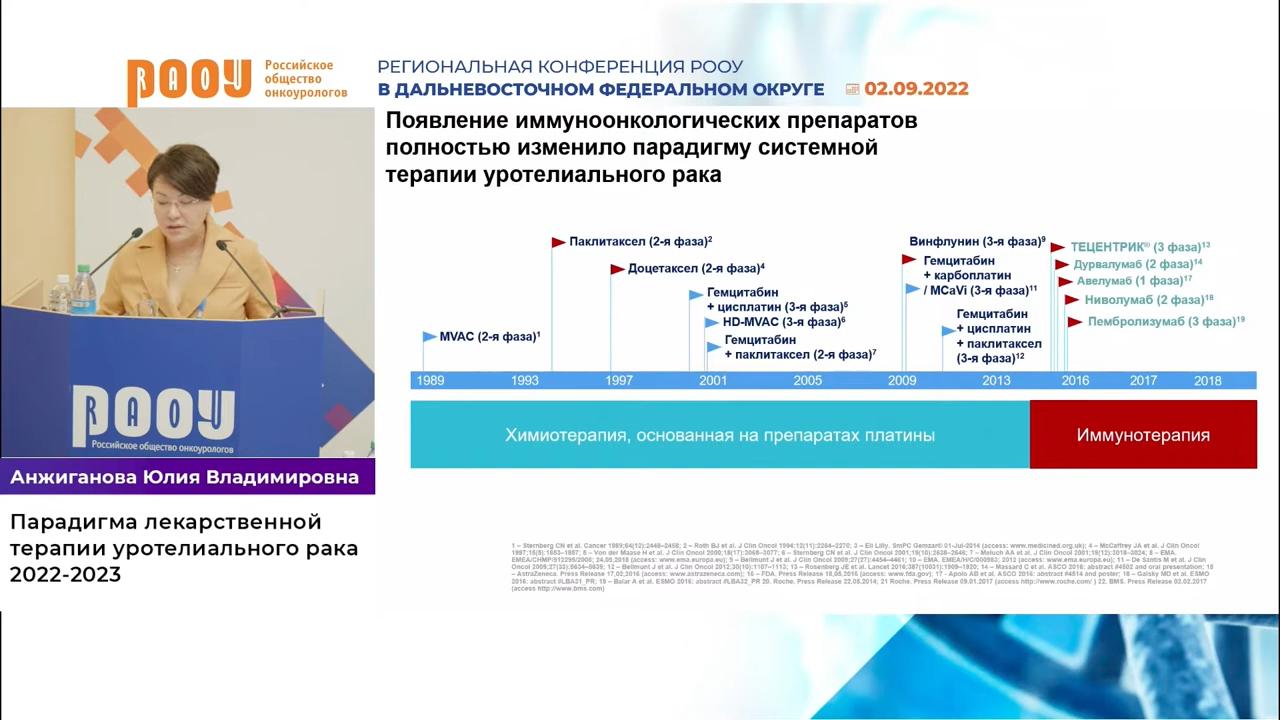 РООУ
Российское
общество
онкоурологов
РЕГИОНАЛЬНАЯ КОНФЕРЕНЦИЯ РООУ
В ДАЛЬНЕВОСТОЧНОМ ФЕДЕРАЛЬНОМ ОКРУГЕ
02.09.2022
Появление иммуноонкологических препаратов
полностью изменило парадигму системной
терапии уротелиального рака
Паклитаксел (2-я фаза)2
Доцетаксел (2-я фаза)4
Гемцитабин
+ цисплатин (3-я фаза)5
HD-MVAC (3-я фаза)6
Гемцитабин
+ паклитаксел (2-я фаза)7
MVAC (2-я фаза)1
Винфлунин (3-я фаза)9
Гемцитабин
+ карбоплатин
/ MCaVi (3-я фаза)11
Гемцитабин
+ цисплатин
+ паклитаксел
(3-я фаза)12
ТЕЦЕНТРИК® (3 фаза)13
Дурвалумаб (2 фаза)14
Авелумаб (1 фаза)17
Ниволумаб (2 фаза)18
Пембролизумаб (3 фаза)19
1989 1993 1997 2001 2005 2009 2013 2016 2017 2018
Химиотерапия, основанная на препаратах платины
Иммунотерапия
РООУ
Российское общество онкоурологов
Анжиганова Юлия Владимировна
Парадигма лекарственной
терапии уротелиального рака
2022-2023